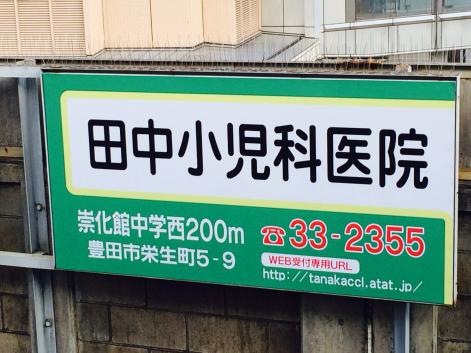 田中小児科医院
崇化館中学西200m
豊田市栄生町5-9
☎33-2355
WEB受付専用URL
http://tanakaccl.atat.jp/